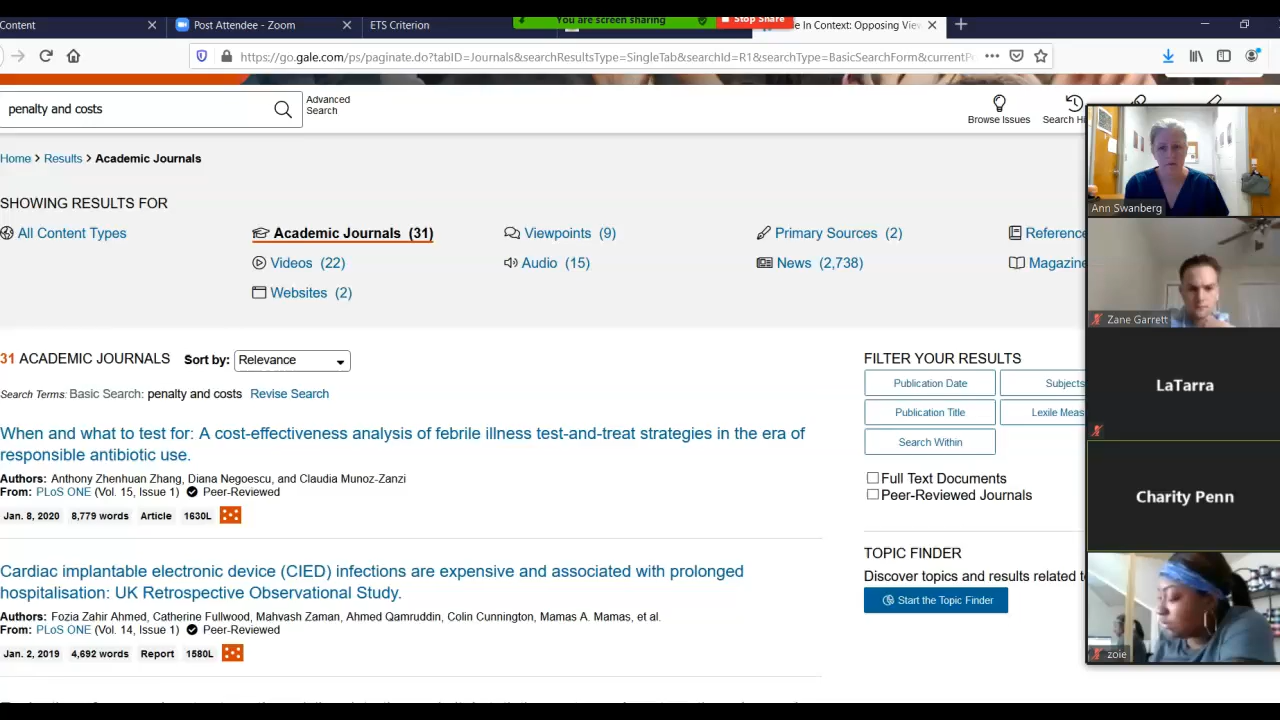 Content
Post Attendee - Zoom
ETS Criterion
You are screen sharing
Stop Share
e In Context: Opposing View
https://go.gale.com/ps/paginate.do?tabID=Journals&searchResultsType=SingleTab&searchId=R1&searchType=BasicSearchForm&currentP
penalty and costs
Advanced
Search
Browse Issues
Search Hi
Home > Results > Academic Journals
SHOWING RESULTS FOR
All Content Types
Academic Journals (31)
Viewpoints (9)
Primary Sources (2)
Reference
Videos (22)
Audio (15)
News (2,738)
Magazine
Websites (2)
31 ACADEMIC JOURNALS
Sort by:
Relevance
Search Terms: Basic Search: penalty and costs Revise Search
When and what to test for: A cost-effectiveness analysis of febrile illness test-and-treat strategies in the era of
responsible antibiotic use.
Authors: Anthony Zhenhuan Zhang, Diana Negoescu, and Claudia Munoz-Zanzi
From: PLoS ONE (Vol. 15, Issue 1) Peer-Reviewed
Jan. 8, 2020 8,779 words Article 1630L
Cardiac implantable electronic device (CIED) infections are expensive and associated with prolonged
hospitalisation: UK Retrospective Observational Study.
Authors: Fozia Zahir Ahmed, Catherine Fullwood, Mahvash Zaman, Ahmed Qamruddin, Colin Cunnington, Mamas A. Mamas, et al.
From: PLoS ONE (Vol. 14, Issue 1) Peer-Reviewed
Jan. 2, 2019 4,692 words Report 1580L
FILTER YOUR RESULTS
Publication Date
Subjects
Publication Title
Lexile Meas
Search Within
Full Text Documents
Peer-Reviewed Journals
TOPIC FINDER
Discover topics and results related t
Start the Topic Finder
Ann Swanberg
Zane Garrett
LaTarra
Charity Penn
zoie